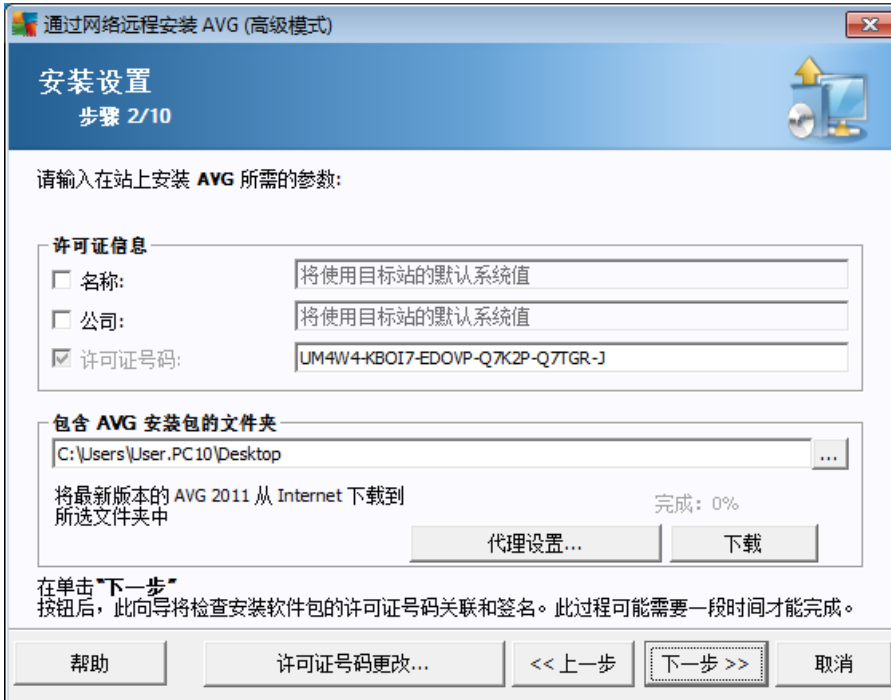 通过网络远程安装 AVG (高级模式)
安装设置
步骤 2/10
请输入在站上安装 AVG 所需的参数:
许可证信息
名称:
将使用目标站的默认系统值
公司:
将使用目标站的默认系统值
许可证号码:
UM4W4-KBOI7-EDOVP-Q7K2P-Q7TGR-J
包含 AVG 安装包的文件夹
C:\Users\User.PC10\Desktop
...
将最新版本的 AVG 2011 从 Internet 下载到
所选文件夹中
完成: 0%
代理设置...
下载
在单击"下一步"
按钮后，此向导将检查安装软件包的许可证号码关联和签名。此过程可能需要一段时间才能完成。
帮助
许可证号码更改...
<< 上一步
下一步 >>
取消